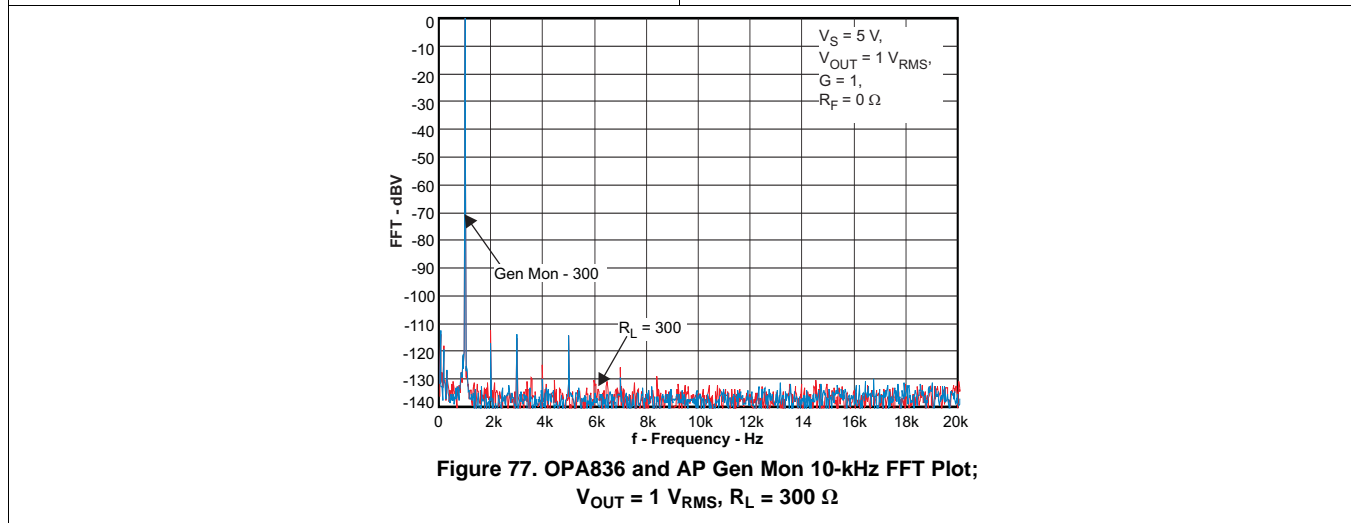 0
-10
-20
-30
-40
-50
-60
-70
-80
-90
-100
-110
-120
-130
-140
FFT - dBV
V_S = 5 V,
V_OUT = 1 V_RMS,
G = 1,
R_F = 0 Ω
Gen Mon - 300
R_L = 300
0 2k 4k 6k 8k 10k 12k 14k 16k 18k 20k
f - Frequency - Hz
Figure 77. OPA836 and AP Gen Mon 10-kHz FFT Plot;
V_OUT = 1 V_RMS, R_L = 300 Ω